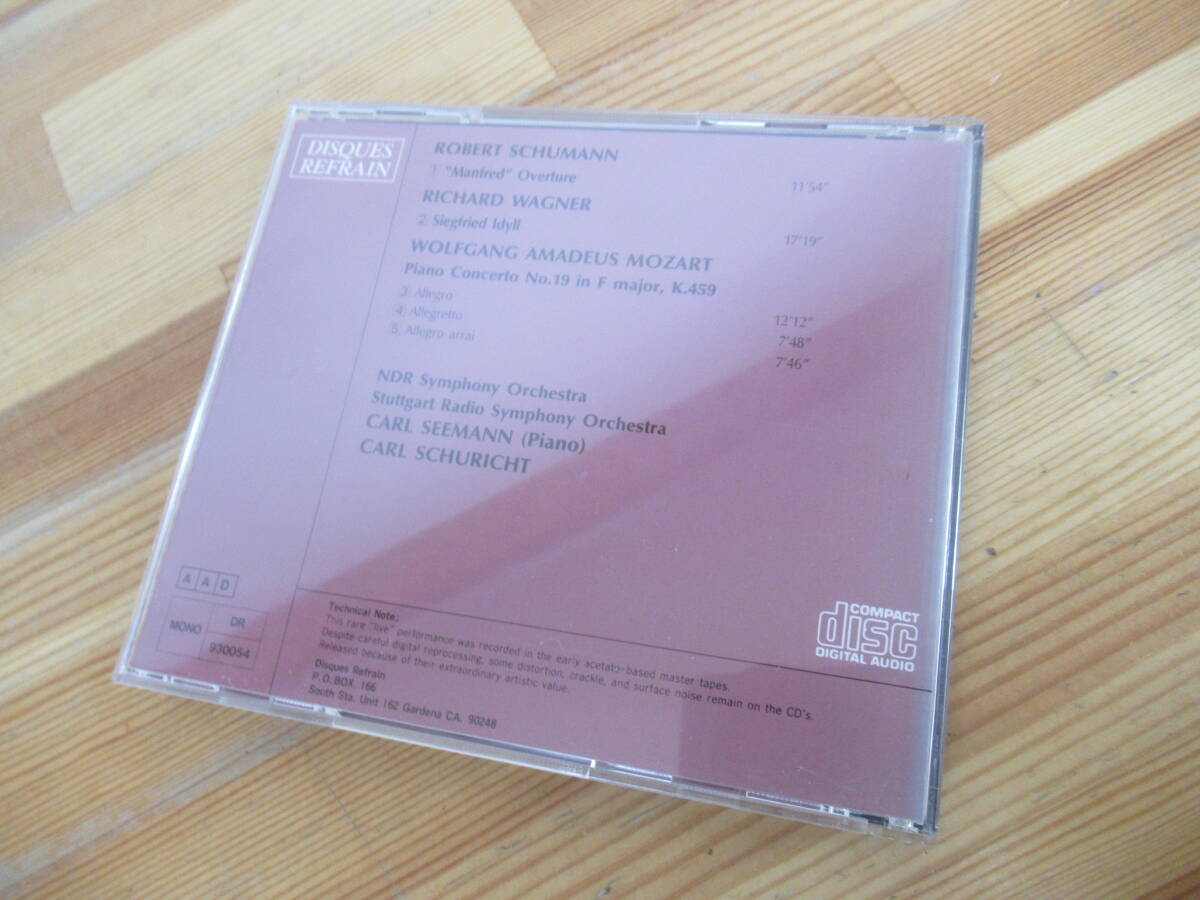 DISQUES
REFRAIN
ROBERT SCHUMANN
1 "Manfred" Overture 11'54"
RICHARD WAGNER
2 Siegfried Idyll 17'19"
WOLFGANG AMADEUS MOZART
Piano Concerto No.19 in F major, K.459
3 Allegro 12'12"
4 Allegretto 7'48"
5 Allegro arrai 7'46"
NDR Symphony Orchestra
Stuttgart Radio Symphony Orchestra
CARL SEEMANN (Piano)
CARL SCHURICHT
A A D
MONO
DR
930054
Technical Note:
This rare "live" performance was recorded in the early acetato-based master tapes.
Despite careful digital reprocessing, some distortion, crackle, and surface noise remain on the CD's.
Released because of their extraordinary artistic value.
Disques Refrain
P.O.BOX. 166
South Sta. Unit 162 Gardena CA. 90248
COMPACT
disc
DIGITAL AUDIO